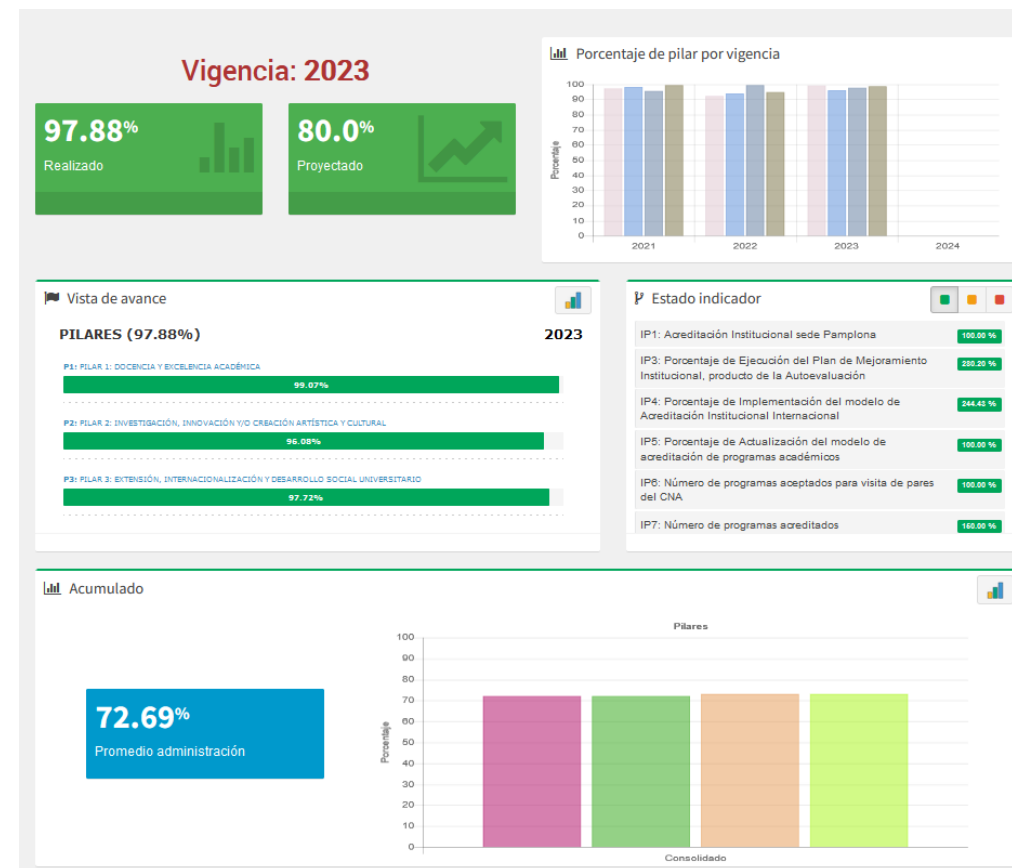 Vigencia: 2023
97.88%
Realizado
80.0%
Proyectado
Porcentaje de pilar por vigencia
Porcentaje
100
90
80
70
60
50
40
30
20
10
0
2021 2022 2023 2024
Vista de avance
PILARES (97.88%) 2023
P1: PILAR 1: DOCENCIA Y EXCELENCIA ACADÉMICA
99.07%
P2: PILAR 2: INVESTIGACIÓN, INNOVACIÓN Y/O CREACIÓN ARTÍSTICA Y CULTURAL
96.08%
P3: PILAR 3: EXTENSIÓN, INTERNACIONALIZACIÓN Y DESARROLLO SOCIAL UNIVERSITARIO
97.72%
Estado indicador
IP1: Acreditación Institucional sede Pamplona 100.00 %
IP3: Porcentaje de Ejecución del Plan de Mejoramiento
Institucional, producto de la Autoevaluación 280.20 %
IP4: Porcentaje de Implementación del modelo de
Acreditación Institucional Internacional 244.43 %
IP5: Porcentaje de Actualización del modelo de
acreditación de programas académicos 100.00 %
IP6: Número de programas aceptados para visita de pares
del CNA 100.00 %
IP7: Número de programas acreditados 160.00 %
Acumulado
72.69%
Promedio administración
Pilares
Porcentaje
100
90
80
70
60
50
40
30
20
10
0
Consolidado